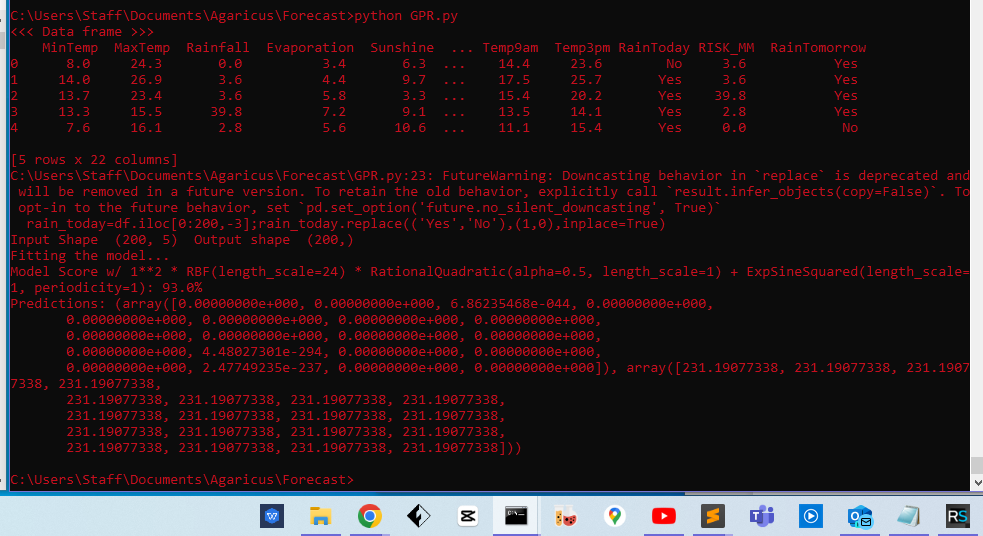 C:\Users\Staff\Documents\Agaricus\Forecast>python GPR.py
<<< Data frame >>>
MinTemp MaxTemp Rainfall Evaporation Sunshine ... Temp9am Temp3pm RainToday RISK_MM RainTomorrow
0 8.0 24.3 0.0 3.4 6.3 ... 14.4 23.6 No 3.6 Yes
1 14.0 26.9 3.6 4.4 9.7 ... 17.5 25.7 Yes 3.6 Yes
2 13.7 23.4 3.6 5.8 3.3 ... 15.4 20.2 Yes 39.8 Yes
3 13.3 15.5 39.8 7.2 9.1 ... 13.5 14.1 Yes 2.8 Yes
4 7.6 16.1 2.8 5.6 10.6 ... 11.1 15.4 Yes 0.0 No
[5 rows x 22 columns]
C:\Users\Staff\Documents\Agaricus\Forecast\GPR.py:23: FutureWarning: Downcasting behavior in `replace` is deprecated and
will be removed in a future version. To retain the old behavior, explicitly call `result.infer_objects(copy=False)`. To
opt-in to the future behavior, set `pd.set_option('future.no_silent_downcasting', True)`
rain_today=df.iloc[0:200,-3];rain_today.replace(('Yes','No'),(1,0),inplace=True)
Input Shape (200, 5) Output shape (200,)
Fitting the model...
Model Score w/ 1**2 * RBF(length_scale=24) * RationalQuadratic(alpha=0.5, length_scale=1) + ExpSineSquared(length_scale=
1, periodicity=1): 93.0%
Predictions: (array([0.00000000e+000, 0.00000000e+000, 6.86235468e-044, 0.00000000e+000,
0.00000000e+000, 0.00000000e+000, 0.00000000e+000, 0.00000000e+000,
0.00000000e+000, 0.00000000e+000, 0.00000000e+000, 0.00000000e+000,
0.00000000e+000, 4.48027301e-294, 0.00000000e+000, 0.00000000e+000,
0.00000000e+000, 2.47749235e-237, 0.00000000e+000, 0.00000000e+000]), array([231.19077338, 231.19077338, 231.1907
7338, 231.19077338,
231.19077338, 231.19077338, 231.19077338, 231.19077338,
231.19077338, 231.19077338, 231.19077338, 231.19077338,
231.19077338, 231.19077338, 231.19077338, 231.19077338,
231.19077338, 231.19077338, 231.19077338, 231.19077338]))
C:\Users\Staff\Documents\Agaricus\Forecast>
RS